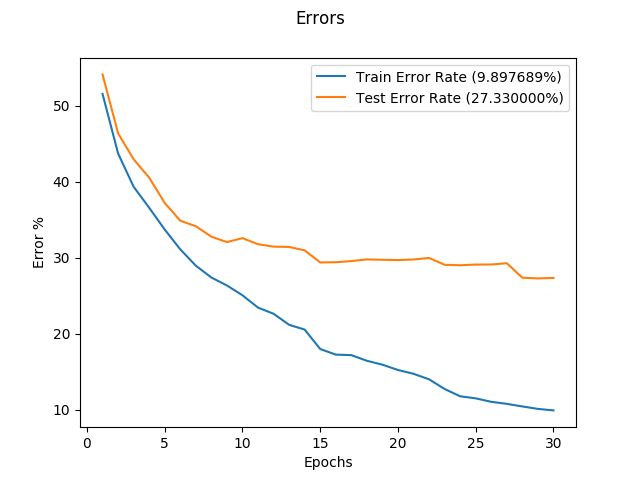 Errors
Train Error Rate (9.897689%)
Test Error Rate (27.330000%)
Error %
50
40
30
20
10
0 5 10 15 20 25 30
Epochs